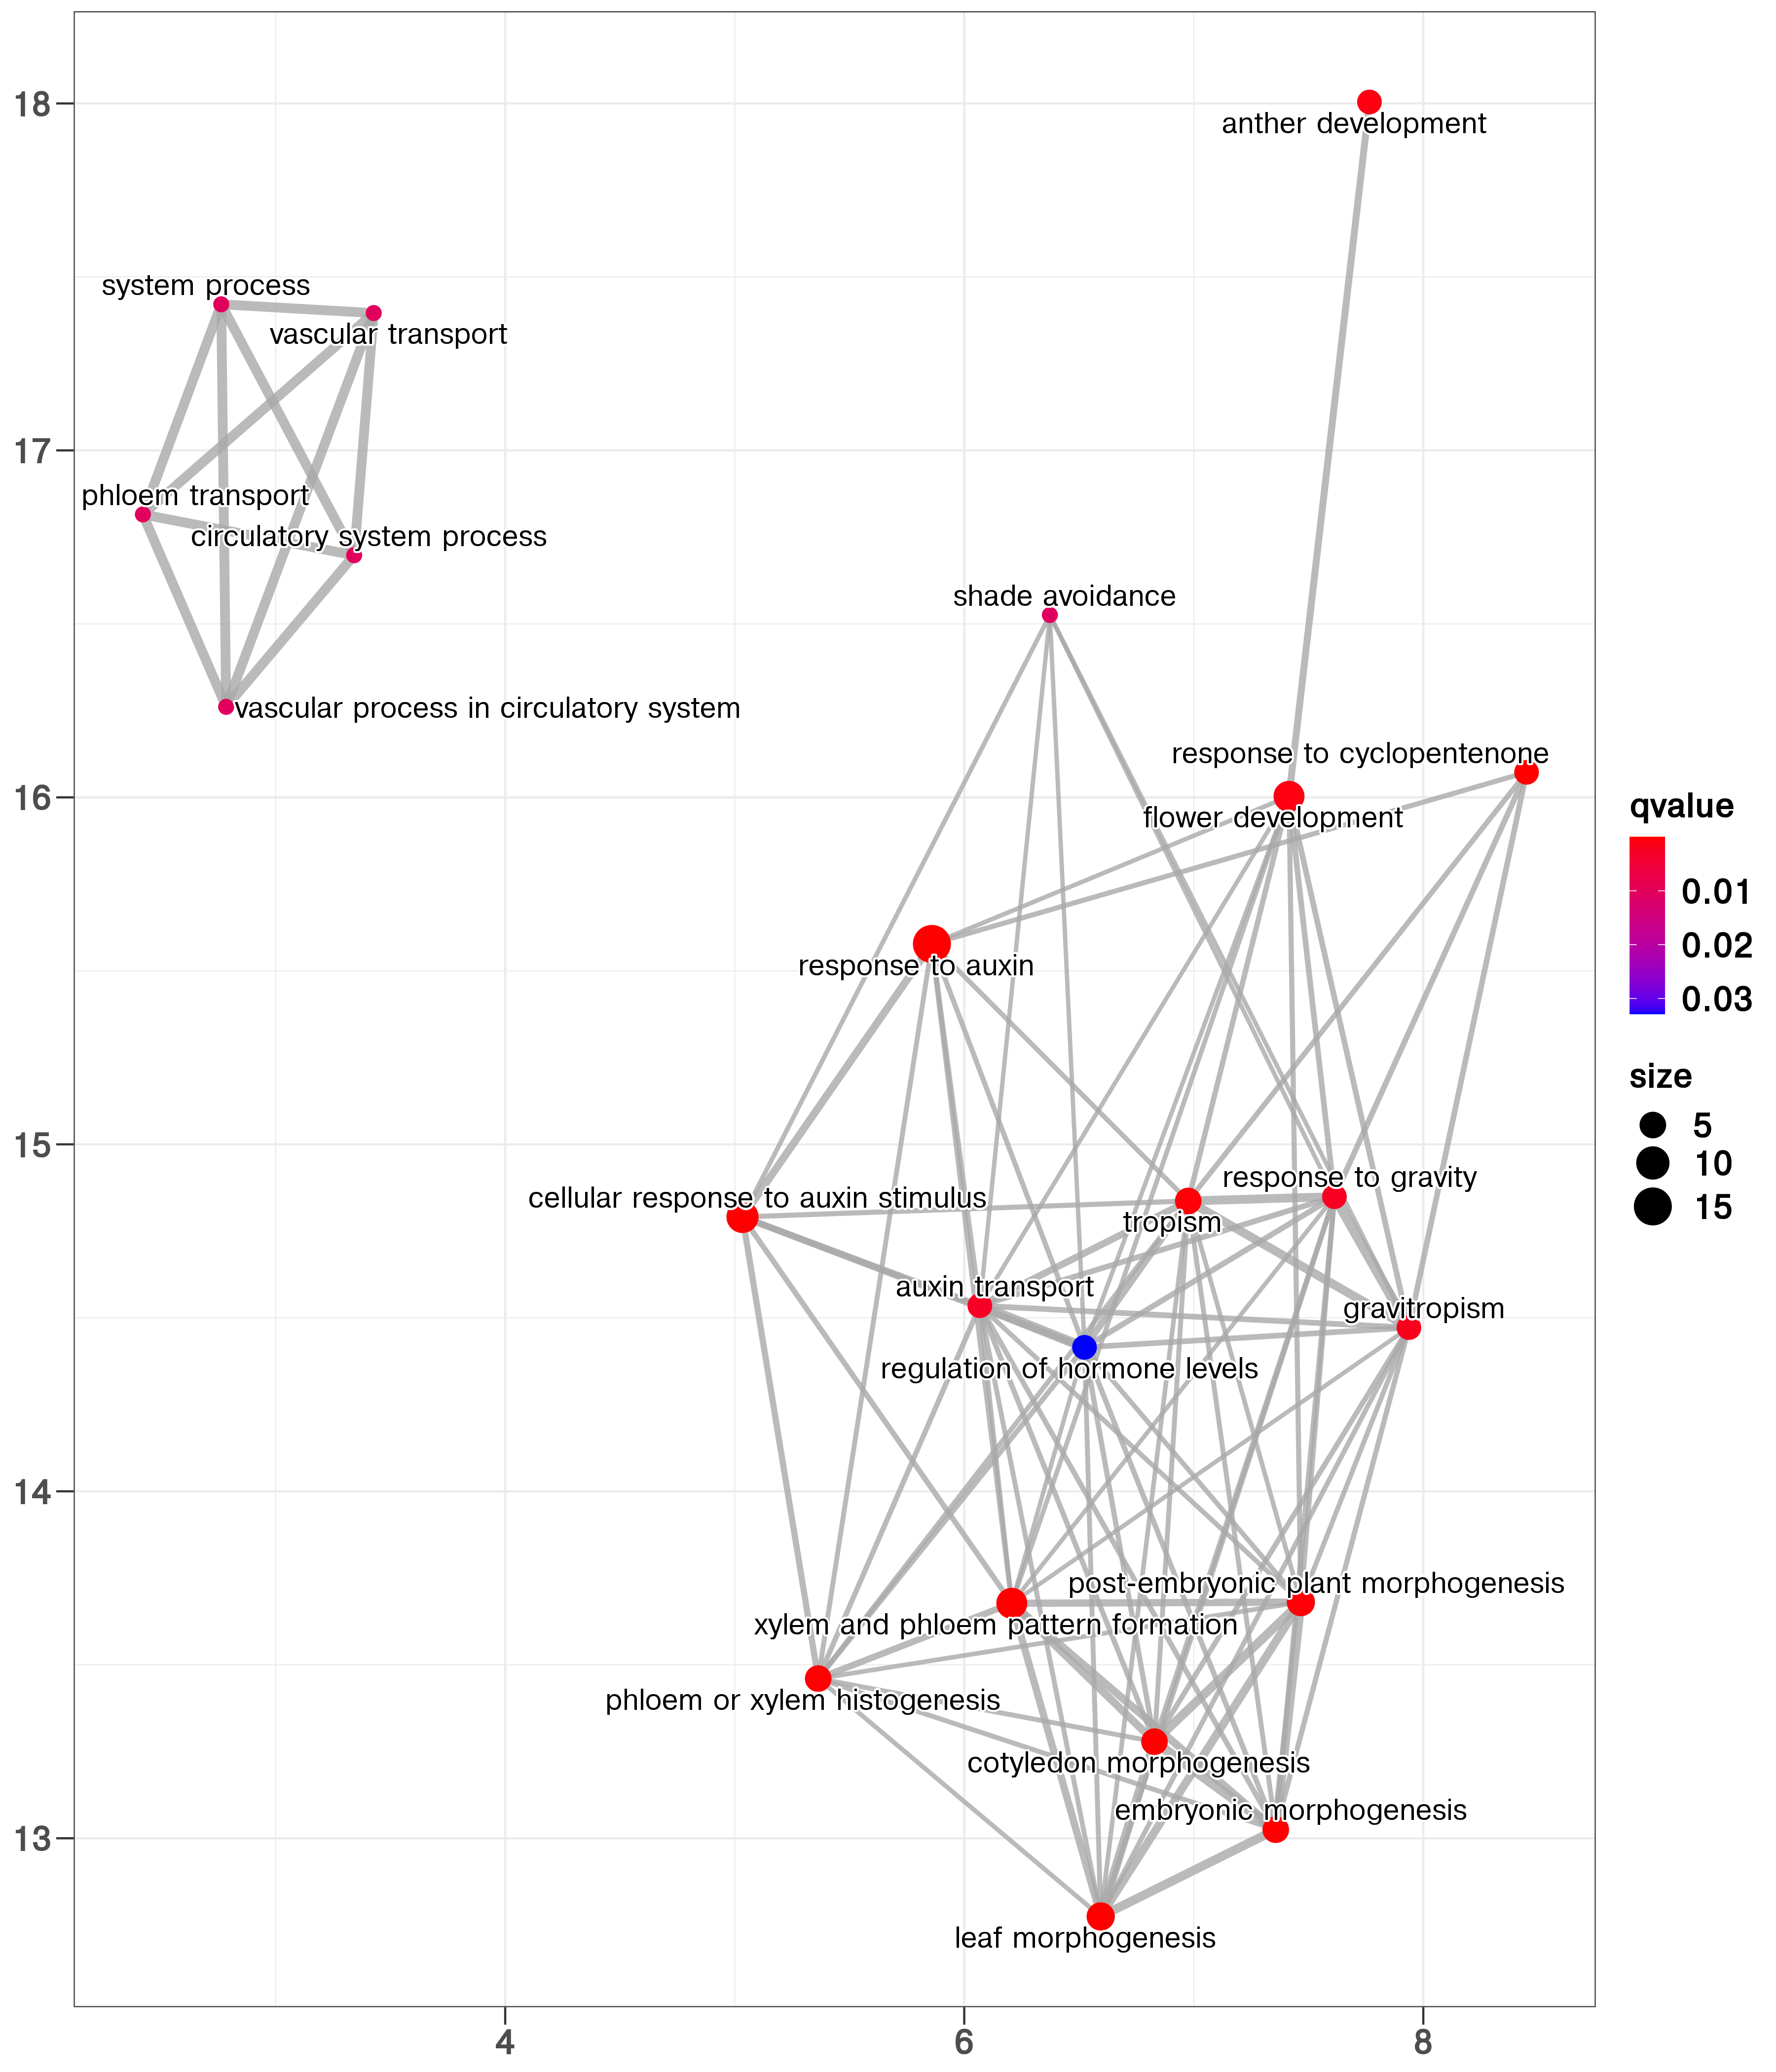 18
anther development
system process
vascular transport
17
phloem transport
circulatory system process
shade avoidance
vascular process in circulatory system
response to cyclopentenone
16
flower development
qvalue
0.01
0.02
0.03
response to auxin
size
5
10
15
15
response to gravity
cellular response to auxin stimulus
tropism
auxin transport
gravitropism
regulation of hormone levels
14
post-embryonic plant morphogenesis
xylem and phloem pattern formation
phloem or xylem histogenesis
cotyledon morphogenesis
embryonic morphogenesis
13
leaf morphogenesis
4
6
8